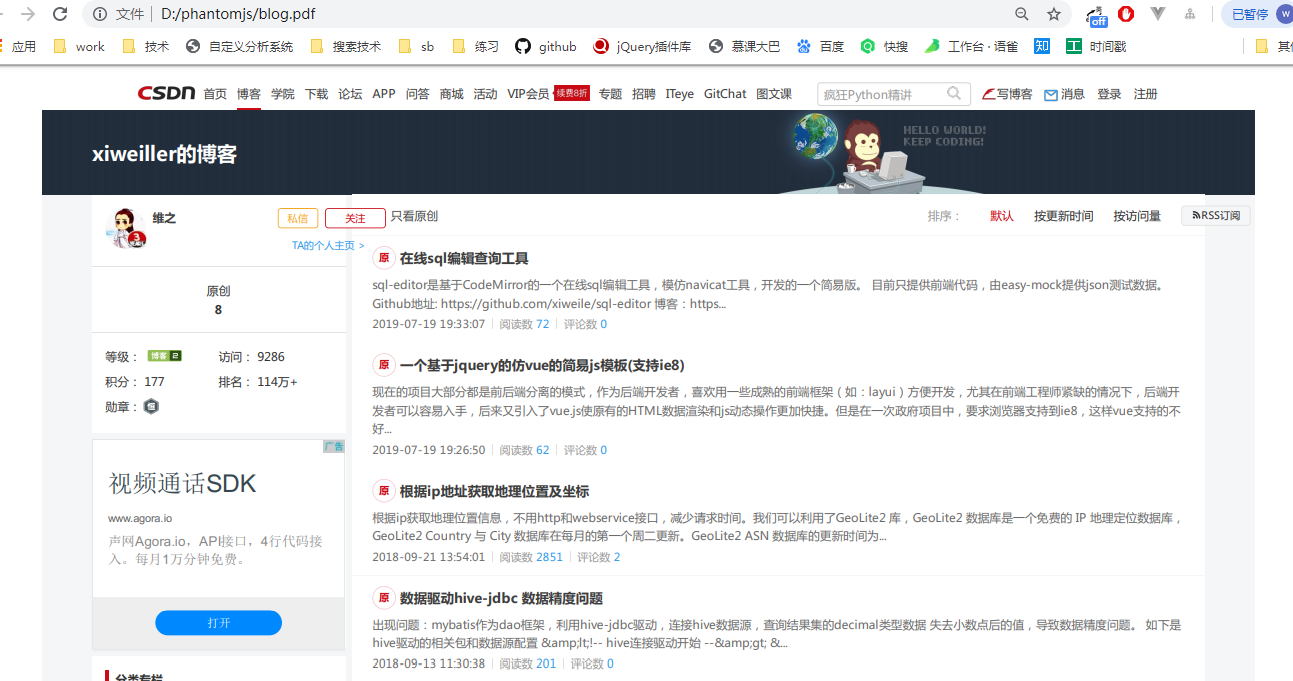 文件 D:/phantomjs/blog.pdf off 已暂停 w
应用 work 技术 自定义分析系统 搜索技术 sb 练习 github jQuery插件库 慕课大巴 百度 快搜 工作台 · 语雀 知 工 时间戳
CSDN 首页 博客 学院 下载 论坛 APP 问答 商城 活动 VIP会员 续费8折 专题 招聘 ITeye GitChat 图文课 疯狂Python精讲 写博客 消息 登录 注册
HELLO WORLD!
KEEP CODING!
xiweiller的博客
维之 私信 关注 只看原创 排序： 默认 按更新时间 按访问量 RSS订阅
3
TA的个人主页 >
原创
8
等级： 博客 2 访问： 9286
积分： 177 排名： 114万+
勋章： 恒
广告
视频通话SDK
www.agora.io
声网Agora.io，API接口，4行代码接
入。每月1万分钟免费。
打开
分类专栏
原 在线sql编辑查询工具
sql-editor是基于CodeMirror的一个在线sql编辑工具，模仿navicat工具，开发的一个简易版。 目前只提供前端代码，由easy-mock提供json测试数据。
Github地址: https://github.com/xiweile/sql-editor 博客：https...
2019-07-19 19:33:07 阅读数 72 评论数 0
原 一个基于jquery的仿vue的简易js模板(支持ie8)
现在的项目大部分都是前后端分离的模式，作为后端开发者，喜欢用一些成熟的前端框架（如：layui）方便开发，尤其在前端工程师紧缺的情况下，后端开
发者可以容易入手，后来又引入了vue.js使原有的HTML数据渲染和js动态操作更加快捷。但是在一次政府项目中，要求浏览器支持到ie8，这样vue支持的不
好...
2019-07-19 19:26:50 阅读数 62 评论数 0
原 根据ip地址获取地理位置及坐标
根据ip获取地理位置信息，不用http和webservice接口，减少请求时间。我们可以利用了GeoLite2 库，GeoLite2 数据库是一个免费的 IP 地理定位数据库，
GeoLite2 Country 与 City 数据库在每月的第一个周二更新。GeoLite2 ASN 数据库的更新时间为...
2018-09-21 13:54:01 阅读数 2851 评论数 2
原 数据驱动hive-jdbc 数据精度问题
出现问题：mybatis作为dao框架，利用hive-jdbc驱动，连接hive数据源，查询结果集的decimal类型数据 失去小数点后的值，导致数据精度问题。 如下是
hive驱动的相关包和数据源配置 &amp;lt;!-- hive连接驱动开始 --&amp;gt; &...
2018-09-13 11:30:38 阅读数 201 评论数 0